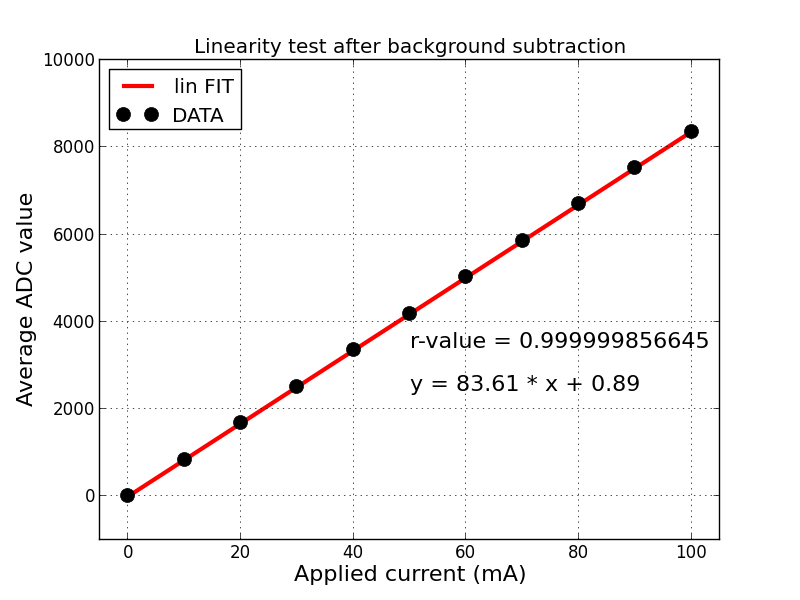 Linearity test after background subtraction
lin FIT
DATA
Average ADC value
10000
8000
6000
4000
2000
0
r-value = 0.999999856645
y = 83.61 * x + 0.89
0 20 40 60 80 100
Applied current (mA)